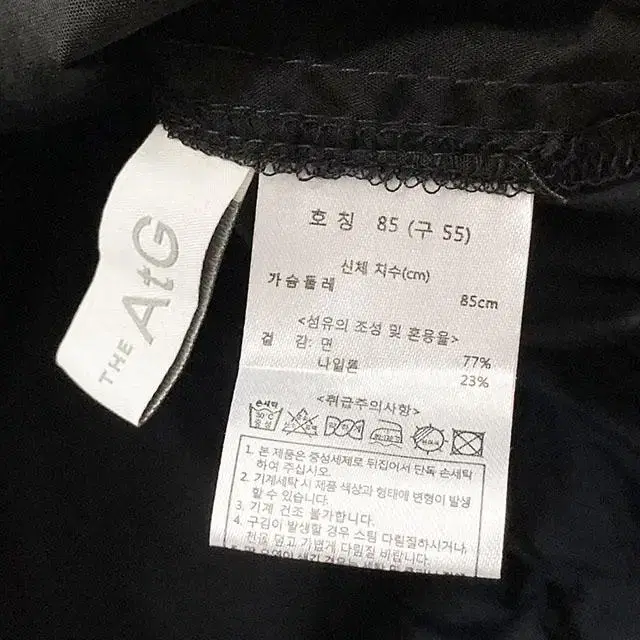 THE AtG
호 칭 85 (구 55)
신체 치수(cm)
가슴둘레 85cm
<섬유의 조성 및 혼용율>
겉 감: 면 77%
나일론 23%
<취급주의사항>
손세탁
30℃
중성
1. 본 제품은 중성세제로 뒤집어서 단독 손세탁
하여 주십시오.
2. 기계세탁 시 제품 색상과 형태에 변형이 발생
할 수 있습니다.
3. 기계 건조 불가합니다.
4. 구김이 발생할 경우 스팀 다림질하시거나,
천을 덮고 가볍게 다림질 바랍니다.